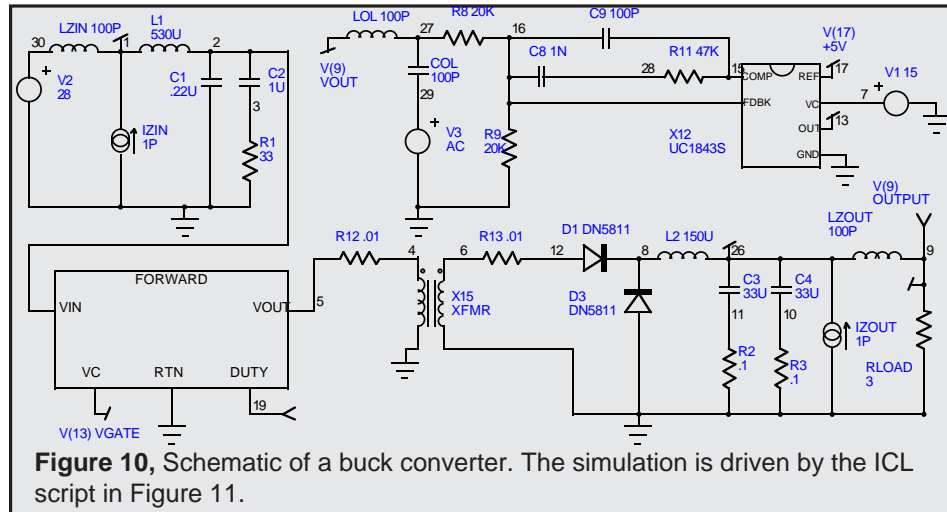 LZIN 100P
L1
530U
30
1
2
V2
28
IZIN
1P
C1
.22U
C2
1U
3
R1
33
LOL 100P
27
R8 20K
16
C9 100P
V(9)
VOUT
COL
100P
29
V3
AC
C8 1N
28
R11 47K
R9
20K
15
COMP
FDBK
REF
VC
OUT
GND
X12
UC1843S
V(17)
+5V
17
7
V1 15
13
FORWARD
VIN
VOUT
VC
RTN
DUTY
5
19
V(13) VGATE
R12 .01
4
6
X15
XFMR
R13 .01
12
D1 DN5811
8
D3
DN5811
L2 150U
26
C3
33U
11
R2
.1
C4
33U
10
R3
.1
IZOUT
1P
LZOUT
100P
V(9)
OUTPUT
9
RLOAD
3
Figure 10, Schematic of a buck converter. The simulation is driven by the ICL
script in Figure 11.